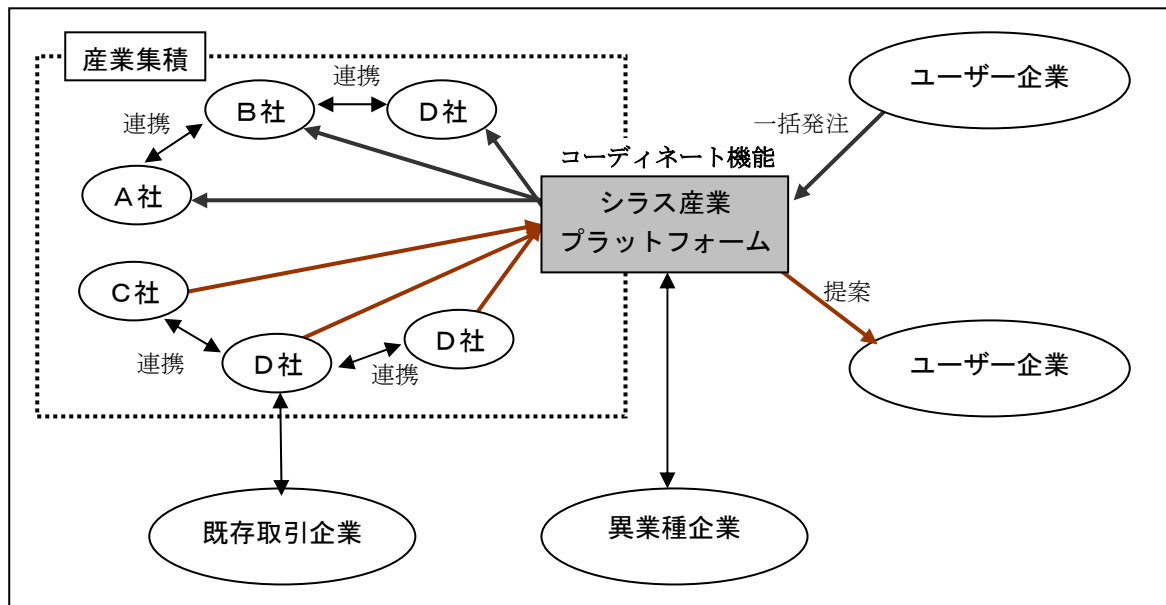 産業集積
連携
B社
D社
ユーザー企業
連携
一括発注
コーディネート機能
A社
シラス産業
プラットフォーム
C社
提案
D社
連携
D社
連携
ユーザー企業
既存取引企業
異業種企業